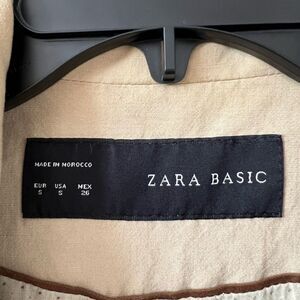 MADE IN MOROCCO
EUR USA MEX
S S 26
ZARA BASIC